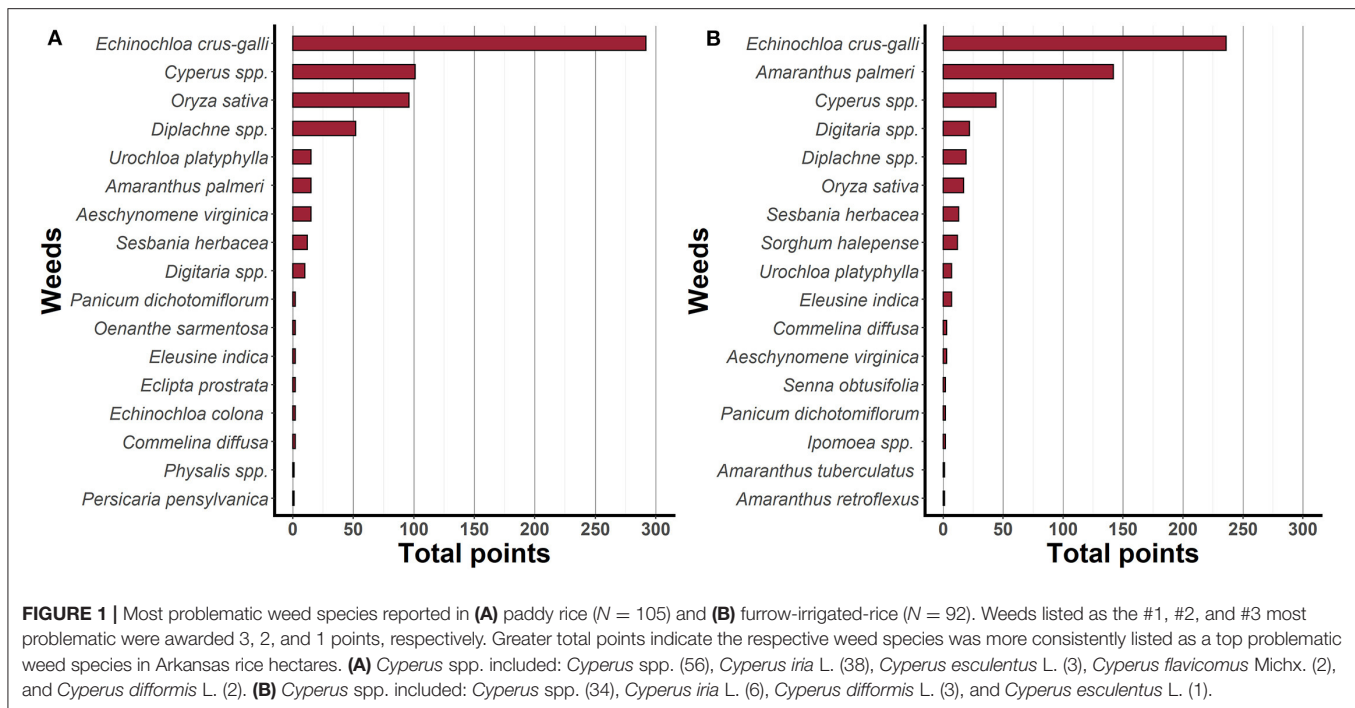 A
Weeds
Echinochloa crus-galli
Cyperus spp.
Oryza sativa
Diplachne spp.
Urochloa platyphylla
Amaranthus palmeri
Aeschynomene virginica
Sesbania herbacea
Digitaria spp.
Panicum dichotomiflorum
Oenanthe sarmentosa
Eleusine indica
Eclipta prostrata
Echinochloa colona
Commelina diffusa
Physalis spp.
Persicaria pensylvanica
0 50 100 150 200 250 300
Total points
B
Weeds
Echinochloa crus-galli
Amaranthus palmeri
Cyperus spp.
Digitaria spp.
Diplachne spp.
Oryza sativa
Sesbania herbacea
Sorghum halepense
Urochloa platyphylla
Eleusine indica
Commelina diffusa
Aeschynomene virginica
Senna obtusifolia
Panicum dichotomiflorum
Ipomoea spp.
Amaranthus tuberculatus
Amaranthus retroflexus
0 50 100 150 200 250 300
Total points
FIGURE 1 | Most problematic weed species reported in (A) paddy rice (N = 105) and (B) furrow-irrigated-rice (N = 92). Weeds listed as the #1, #2, and #3 most
problematic were awarded 3, 2, and 1 points, respectively. Greater total points indicate the respective weed species was more consistently listed as a top problematic
weed species in Arkansas rice hectares. (A) Cyperus spp. included: Cyperus spp. (56), Cyperus iria L. (38), Cyperus esculentus L. (3), Cyperus flavicomus Michx. (2),
and Cyperus difformis L. (2). (B) Cyperus spp. included: Cyperus spp. (34), Cyperus iria L. (6), Cyperus difformis L. (3), and Cyperus esculentus L. (1).